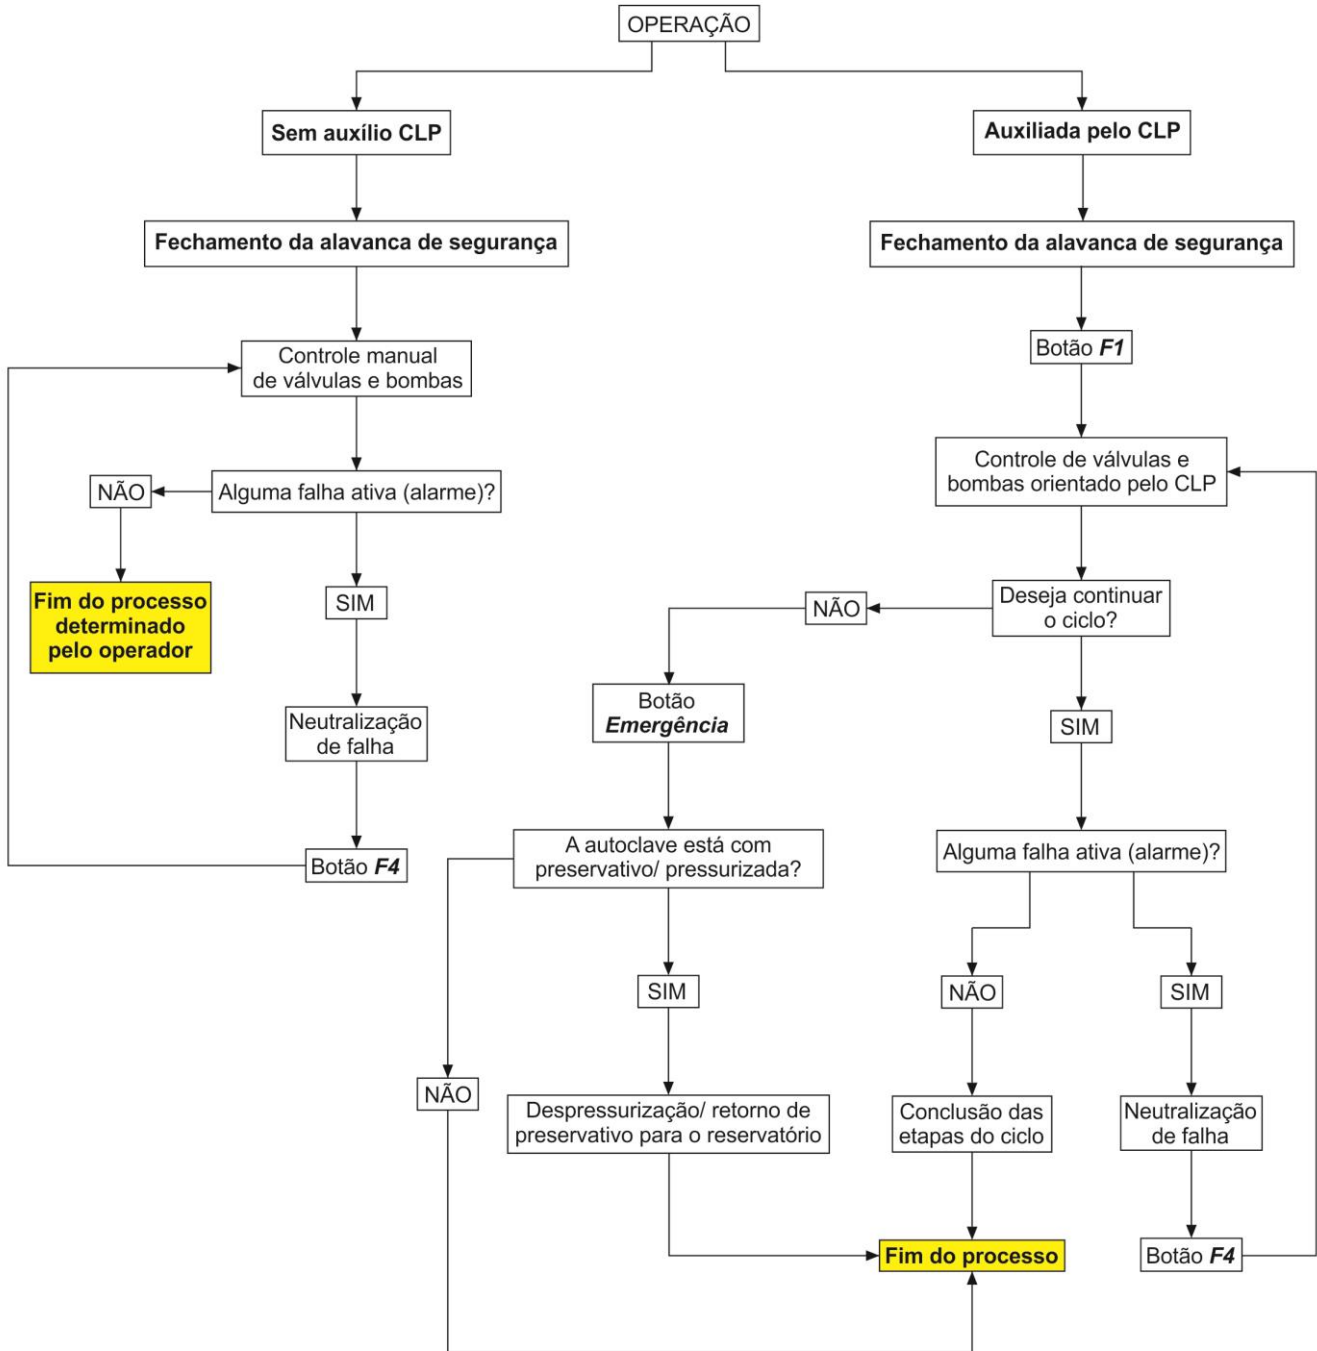 OPERAÇÃO
Sem auxílio CLP
Auxiliada pelo CLP
Fechamento da alavanca de segurança
Fechamento da alavanca de segurança
Botão F1
Controle manual
de válvulas e bombas
Controle de válvulas e
bombas orientado pelo CLP
NÃO
Alguma falha ativa (alarme)?
Fim do processo
determinado
pelo operador
SIM
NÃO
Deseja continuar
o ciclo?
Botão
Emergência
SIM
Neutralização
de falha
Botão F4
A autoclave está com
preservativo/ pressurizada?
Alguma falha ativa (alarme)?
SIM
NÃO
SIM
NÃO
Despressurização/ retorno de
preservativo para o reservatório
Conclusão das
etapas do ciclo
Neutralização
de falha
Fim do processo
Botão F4